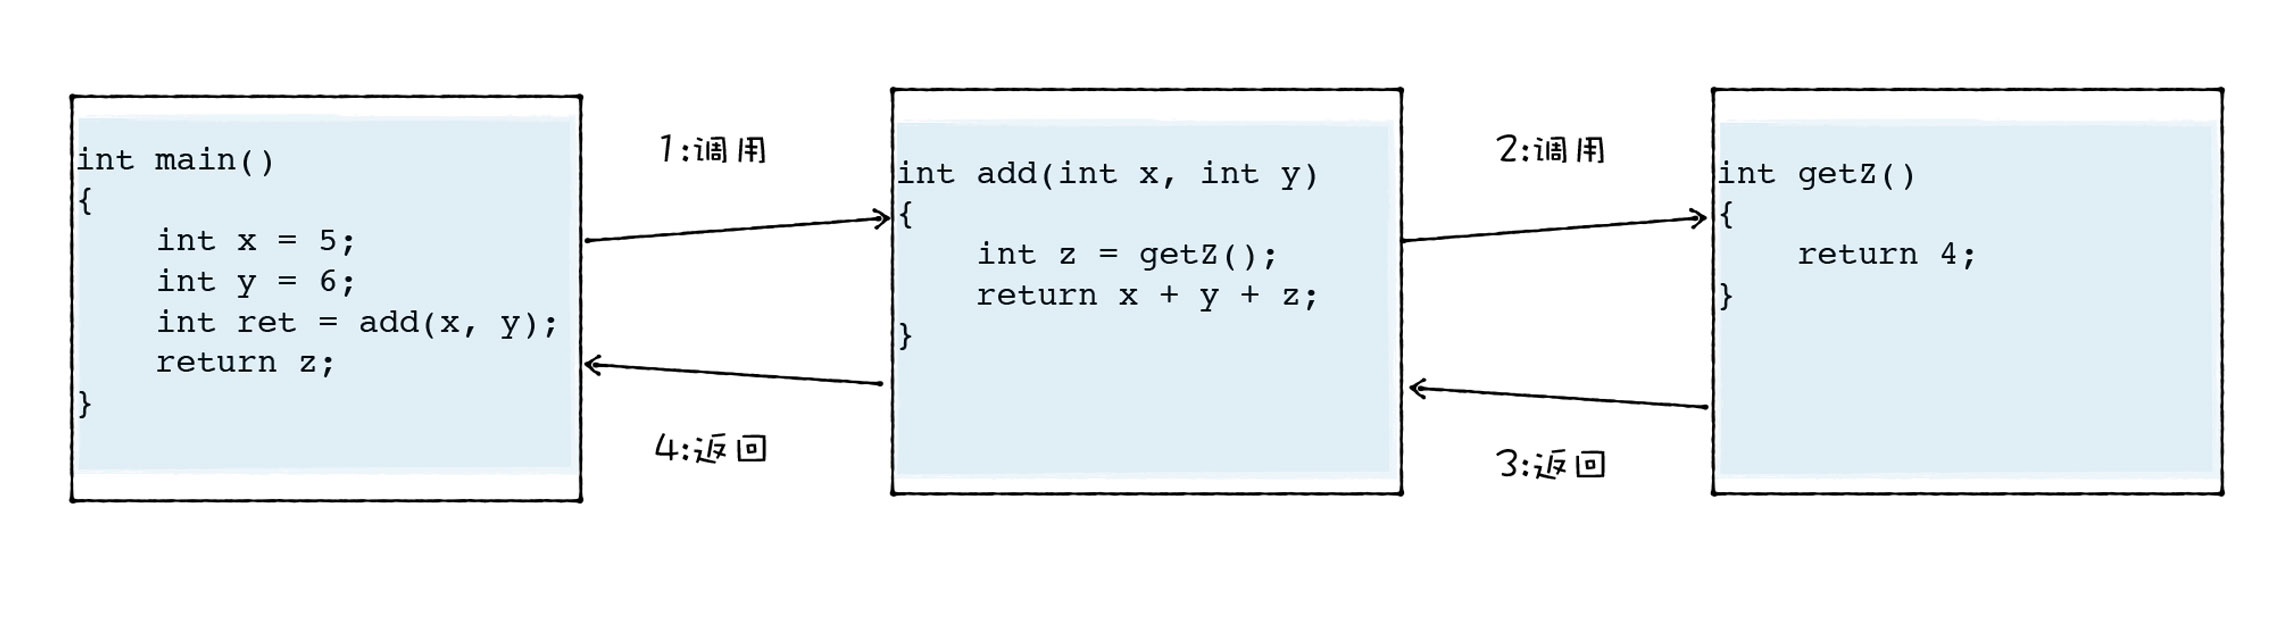 int main()
{
    int x = 5;
    int y = 6;
    int ret = add(x, y);
    return z;
}
1:调用
4:返回
int add(int x, int y)
{
    int z = getZ();
    return x + y + z;
}
2:调用
3:返回
int getZ()
{
    return 4;
}